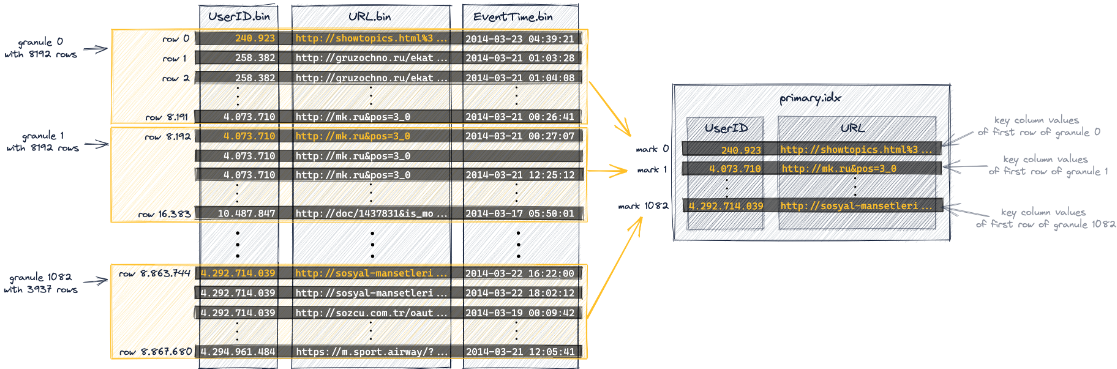 UserID.bin URL.bin EventTime.bin
granule 0
with 8192 rows
row 0 240.923 http://showtopics.html%3... 2014-03-23 04:39:21
row 1 258.382 http://gruzochno.ru/ekat... 2014-03-21 01:03:28
row 2 258.382 http://gruzochno.ru/ekat... 2014-03-21 01:04:08
row 8.191 4.073.710 http://mk.ru&pos=3_0 2014-03-21 00:26:41
granule 1
with 8192 rows
row 8.192 4.073.710 http://mk.ru&pos=3_0 2014-03-21 00:27:07
4.073.710 http://mk.ru&pos=3_0
4.073.710 http://mk.ru&pos=3_0 2014-03-21 12:25:12
row 16.383 10.487.847 http://doc/1437831&is_mo... 2014-03-17 05:50:01
granule 1082
with 3937 rows
row 8.863.744 4.292.714.039 http://sosyal-mansetleri... 2014-03-22 16:22:00
4.292.714.039 http://sosyal-mansetleri... 2014-03-22 18:02:12
4.292.714.039 http://sozcu.com.tr/oaut... 2014-03-19 00:09:42
row 8.867.680 4.294.961.484 https://m.sport.airway/?... 2014-03-21 12:05:41
primary.idx
UserID URL
mark 0 240.923 http://showtopics.html%3...
mark 1 4.073.710 http://mk.ru&pos=3_0
mark 1082 4.292.714.039 http://sosyal-mansetleri...
key column values
of first row of granule 0
key column values
of first row of granule 1
key column values
of first row of granule 1082